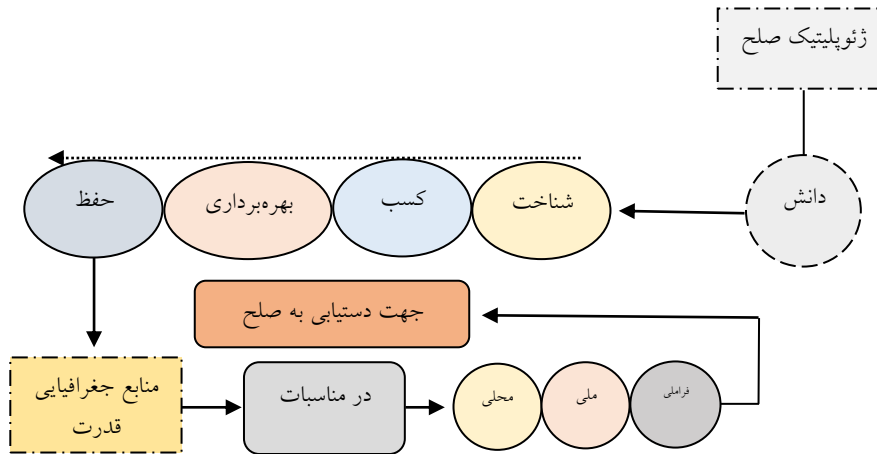 ژئوپلیتیک صلح
دانش
شناخت
کسب
بهره‌برداری
حفظ
منابع جغرافیایی
قدرت
در مناسبات
محلی
ملی
فراملی
جهت دستیابی به صلح